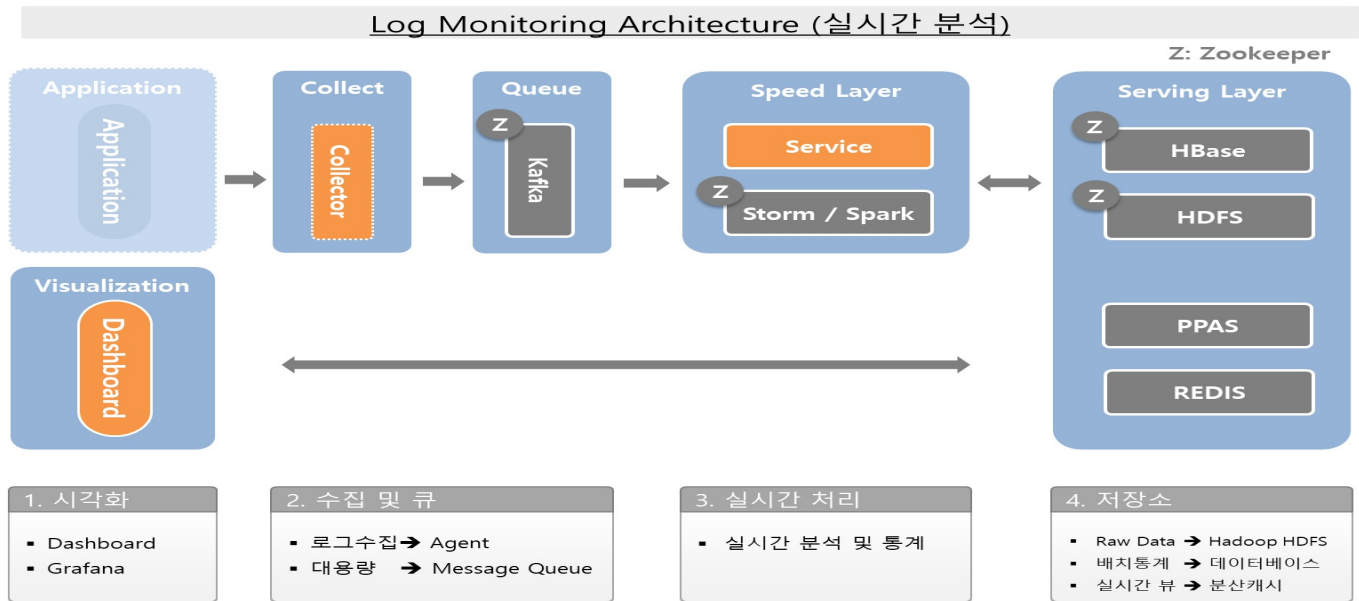 Log Monitoring Architecture (실시간 분석)
Z: Zookeeper
Application
Application
Collect
Collector
Queue
Z
Kafka
Speed Layer
Service
Z
Storm / Spark
Serving Layer
Z
HBase
Z
HDFS
PPAS
REDIS
Visualization
Dashboard
1. 시각화
▪ Dashboard
▪ Grafana
2. 수집 및 큐
▪ 로그수집➔ Agent
▪ 대용량 ➔ Message Queue
3. 실시간 처리
▪ 실시간 분석 및 통계
4. 저장소
▪ Raw Data ➔ Hadoop HDFS
▪ 배치통계 ➔ 데이터베이스
▪ 실시간 뷰 ➔ 분산캐시